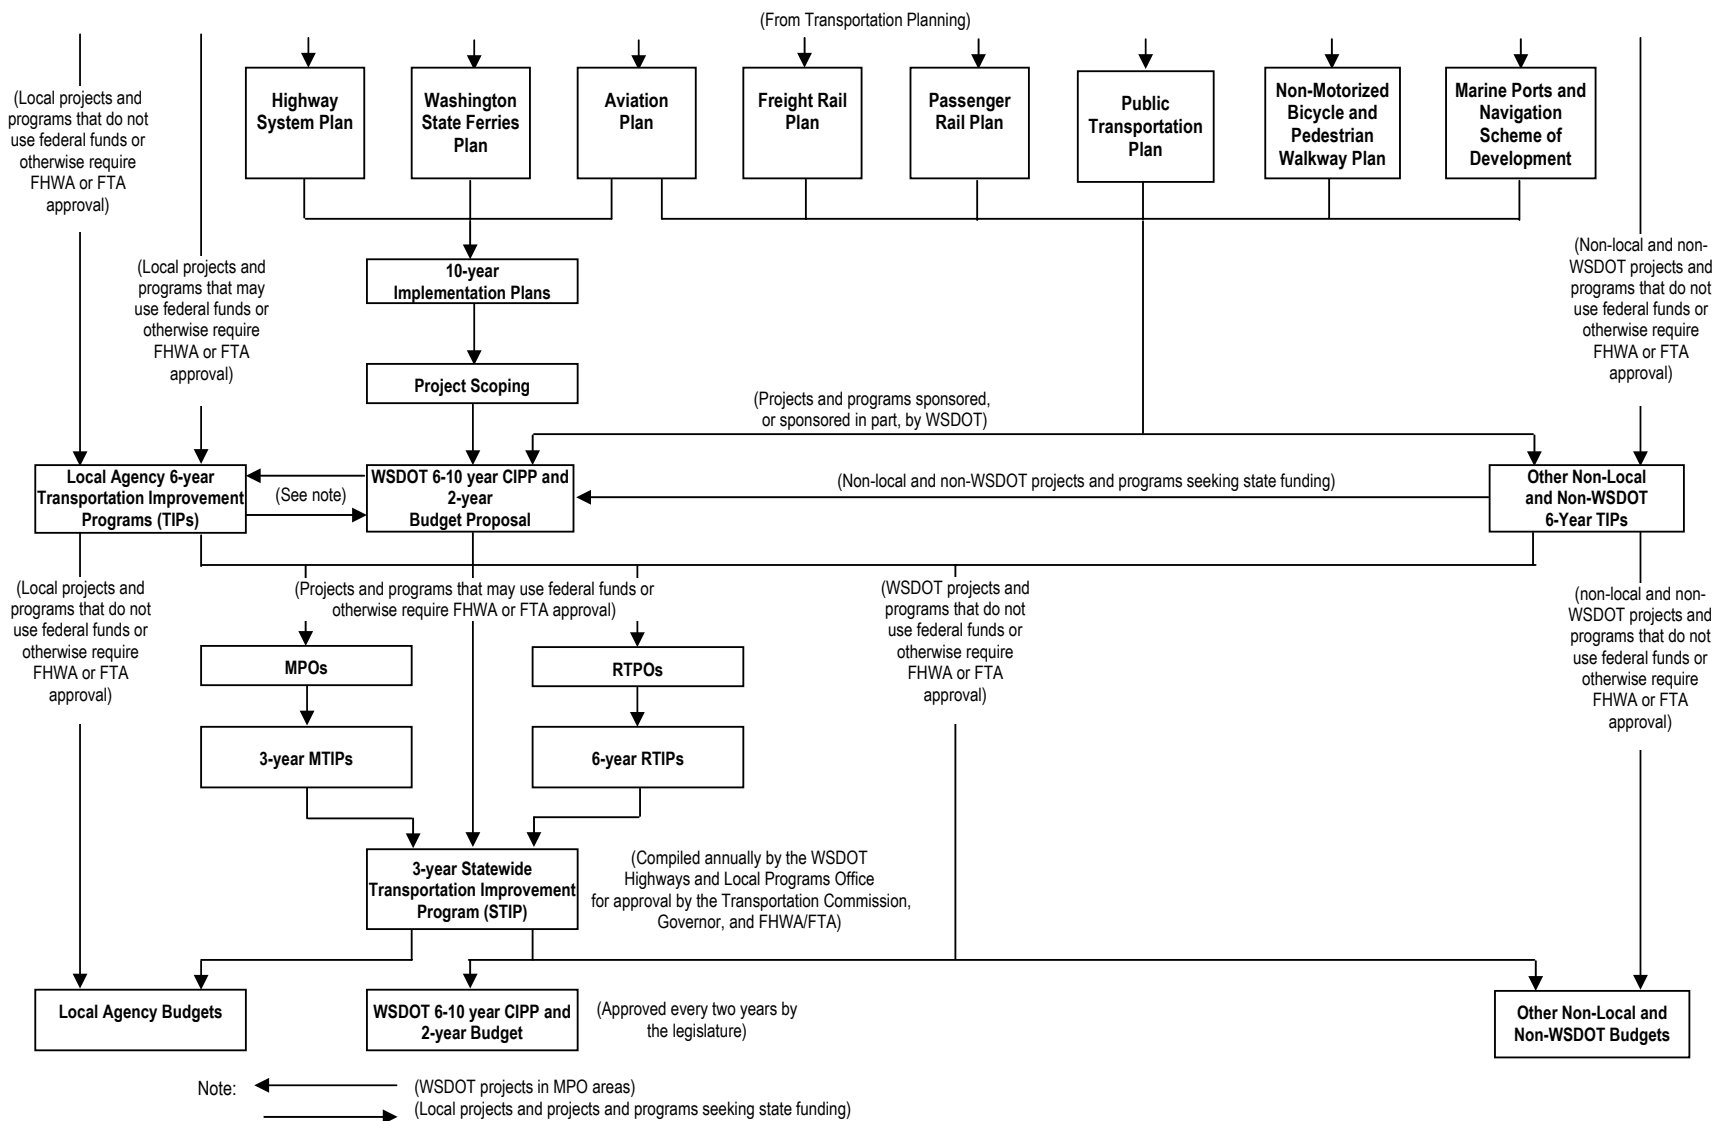 (From Transportation Planning)
Highway
System Plan
Washington
State Ferries
Plan
Aviation
Plan
Freight Rail
Plan
Passenger
Rail Plan
Public
Transportation
Plan
Non-Motorized
Bicycle and
Pedestrian
Walkway Plan
Marine Ports and
Navigation
Scheme of
Development
(Local projects and
programs that do not
use federal funds or
otherwise require
FHWA or FTA
approval)
(Local projects and
programs that may
use federal funds or
otherwise require
FHWA or FTA
approval)
10-year
Implementation Plans
(Non-local and non-
WSDOT projects and
programs that do not
use federal funds or
otherwise require
FHWA or FTA
approval)
Project Scoping
(Projects and programs sponsored,
or sponsored in part, by WSDOT)
Local Agency 6-year
Transportation Improvement
Programs (TIPs)
(See note)
WSDOT 6-10 year CIPP and
2-year
Budget Proposal
(Non-local and non-WSDOT projects and programs seeking state funding)
Other Non-Local
and Non-WSDOT
6-Year TIPs
(Local projects and
programs that do not
use federal funds or
otherwise require
FHWA or FTA
approval)
(Projects and programs that may use federal funds or
otherwise require FHWA or FTA approval)
(WSDOT projects and
programs that do not
use federal funds or
otherwise require
FHWA or FTA
approval)
(non-local and non-
WSDOT projects and
programs that do not
use federal funds or
otherwise require
FHWA or FTA
approval)
MPOs
RTPOs
3-year MTIPs
6-year RTIPs
3-year Statewide
Transportation Improvement
Program (STIP)
(Compiled annually by the WSDOT
Highways and Local Programs Office
for approval by the Transportation Commission,
Governor, and FHWA/FTA)
Local Agency Budgets
WSDOT 6-10 year CIPP and
2-year Budget
(Approved every two years by
the legislature)
Other Non-Local and
Non-WSDOT Budgets
Note:
(WSDOT projects in MPO areas)
(Local projects and projects and programs seeking state funding)